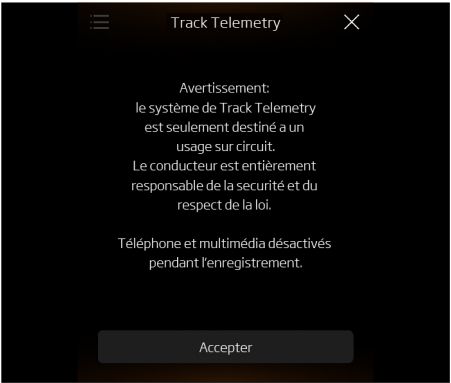 Track Telemetry
Avertissement:
le système de Track Telemetry
est seulement destiné a un
usage sur circuit.
Le conducteur est entièrement
responsable de la securité et du
respect de la loi.
Téléphone et multimédia désactivés
pendant l'enregistrement.
Accepter